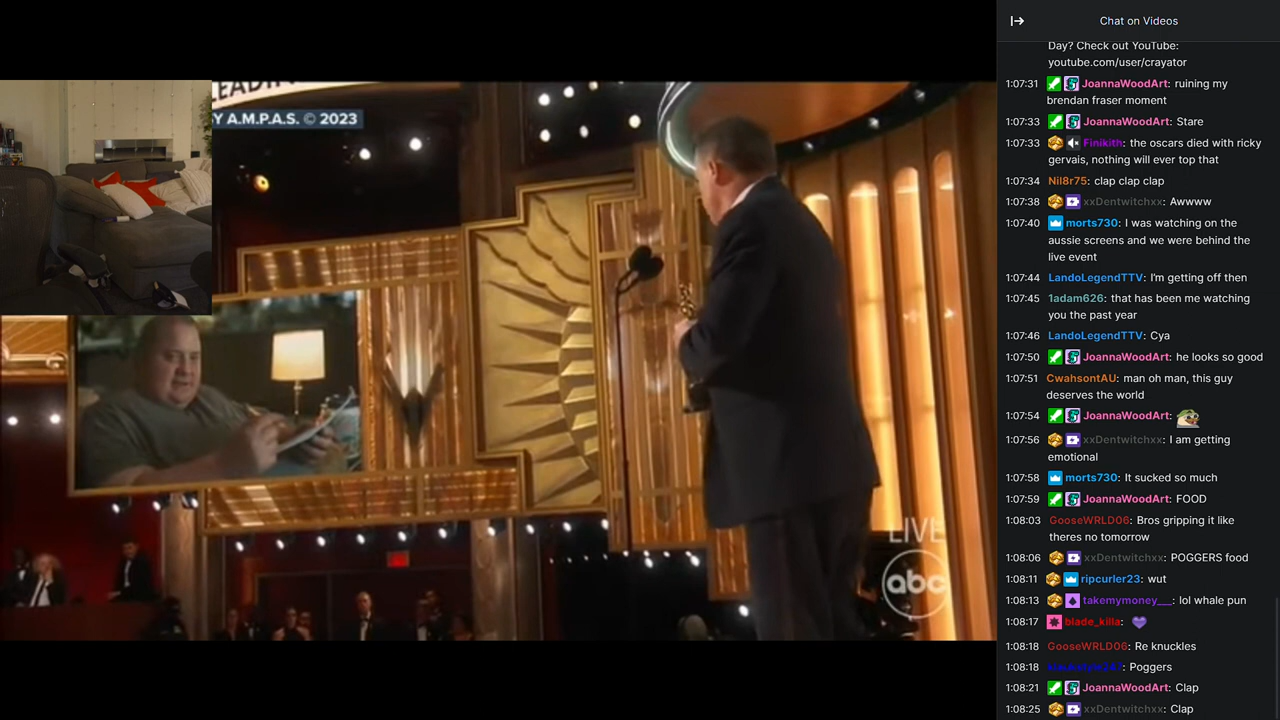 EADIN
Y A.M.P.A.S. © 2023
LIVE
abc
Chat on Videos
Day? Check out YouTube:
youtube.com/user/crayator
1:07:31 JoannaWoodArt: ruining my
brendan fraser moment
1:07:33 JoannaWoodArt: Stare
1:07:33 Finikith: the oscars died with ricky
gervais, nothing will ever top that
1:07:34 Nil8r75: clap clap clap
1:07:38 xxDentwitchxx: Awwww
1:07:40 morts730: I was watching on the
aussie screens and we were behind the
live event
1:07:44 LandoLegendTTV: I'm getting off then
1:07:45 1adam626: that has been me watching
you the past year
1:07:46 LandoLegendTTV: Cya
1:07:50 JoannaWoodArt: he looks so good
1:07:51 CwahsontAU: man oh man, this guy
deserves the world
1:07:54 JoannaWoodArt:
1:07:56 xxDentwitchxx: I am getting
emotional
1:07:58 morts730: It sucked so much
1:07:59 JoannaWoodArt: FOOD
1:08:03 GooseWRLD06: Bros gripping it like
theres no tomorrow
1:08:06 xxDentwitchxx: POGGERS food
1:08:11 ripcurler23: wut
1:08:13 takemymoney___: lol whale pun
1:08:17 blade_killa:
1:08:18 GooseWRLD06: Re knuckles
1:08:18 Poggers
1:08:21 JoannaWoodArt: Clap
1:08:25 xxDentwitchxx: Clap